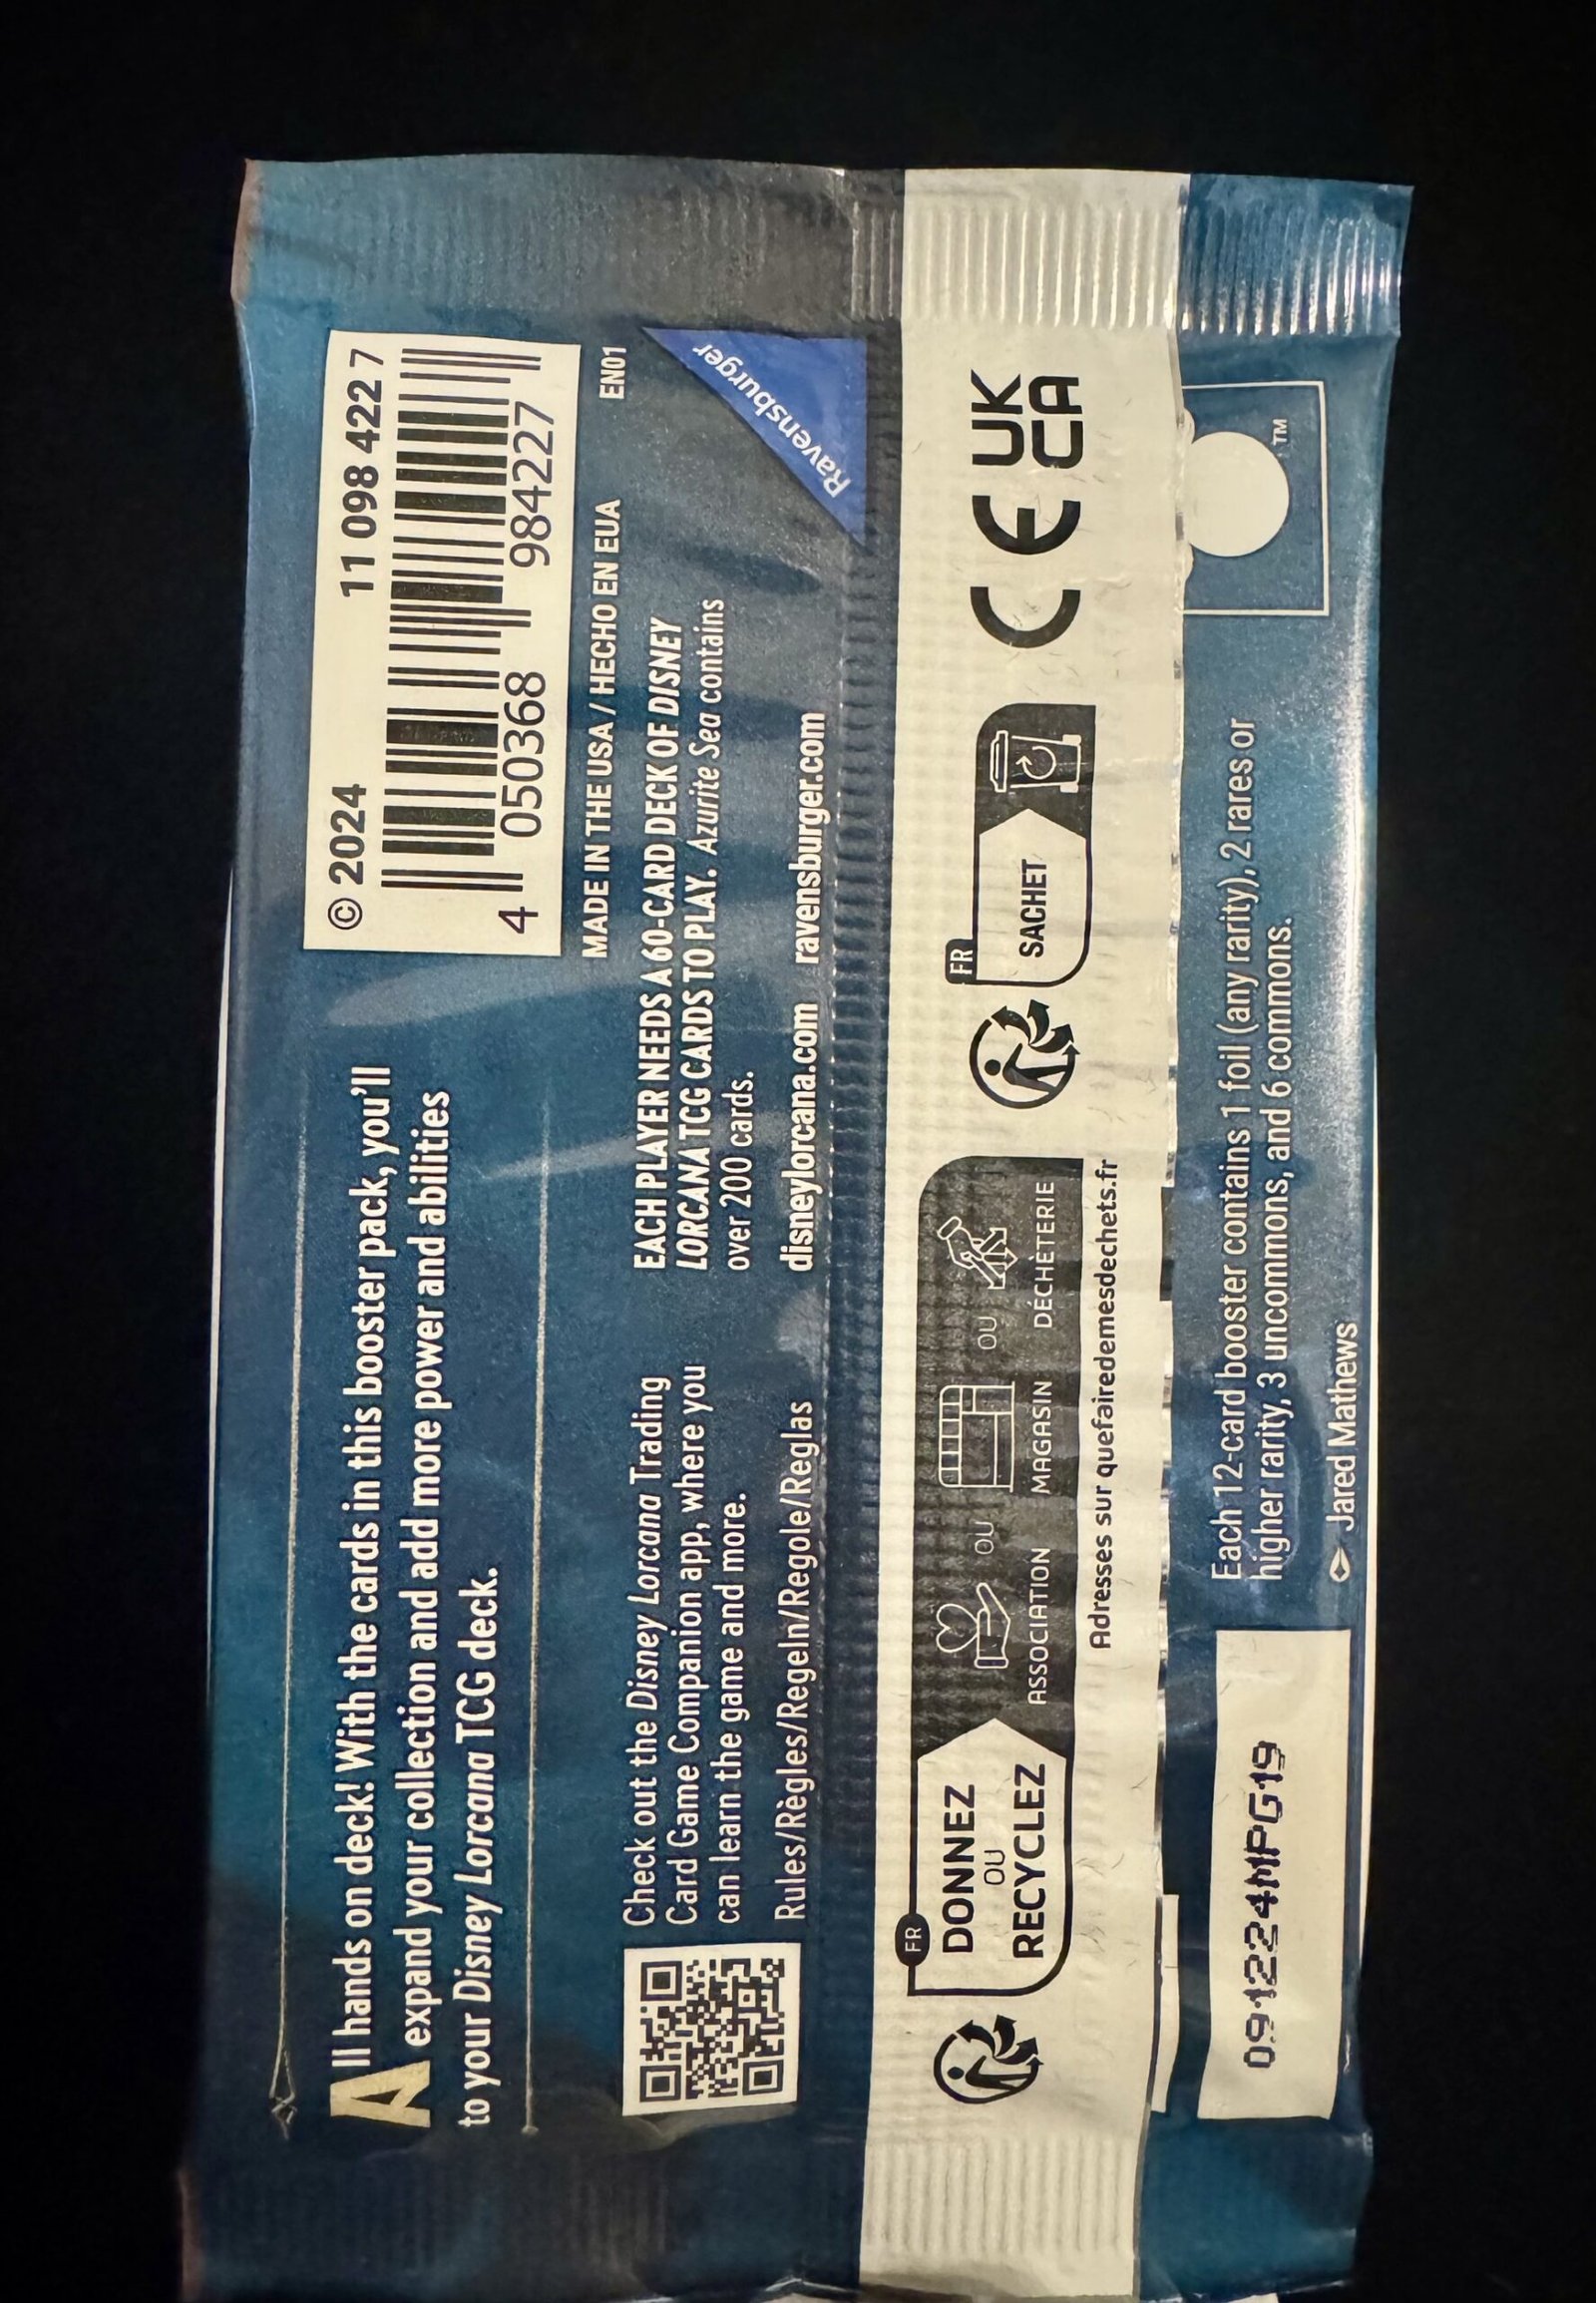 All hands on deck! With the cards in this booster pack, you'll
expand your collection and add more power and abilities
to your Disney Lorcana TCG deck.
© 2024 11 098 422 7
4 050368 984227
MADE IN THE USA / HECHO EN EUA EN01
Check out the Disney Lorcana Trading
Card Game Companion app, where you
can learn the game and more.
Rules/Règles/Regeln/Regole/Reglas
EACH PLAYER NEEDS A 60-CARD DECK OF DISNEY
LORCANA TCG CARDS TO PLAY. Azurite Sea contains
over 200 cards.
disneylorcana.com ravensburger.com
Ravensburger
FR
DONNEZ
OU
RECYCLEZ
ASSOCIATION OU MAGASIN OU DÉCHÈTERIE
Adresses sur quefairedemesdechets.fr
FR
SACHET
CE
UK
CA
091224MPG19
Each 12-card booster contains 1 foil (any rarity), 2 rares or
higher rarity, 3 uncommons, and 6 commons.
Jared Mathews
TM